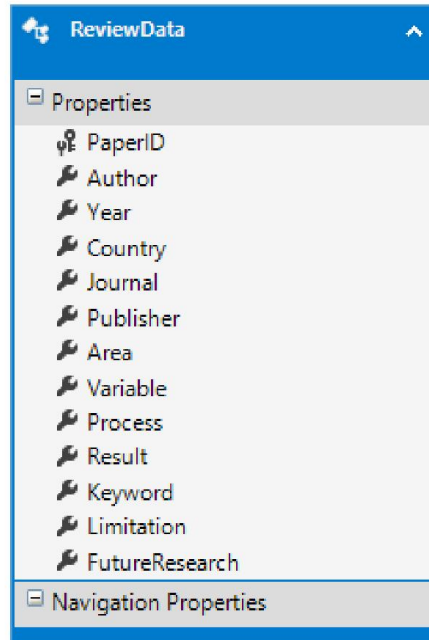 ReviewData
Properties
PaperID
Author
Year
Country
Journal
Publisher
Area
Variable
Process
Result
Keyword
Limitation
FutureResearch
Navigation Properties